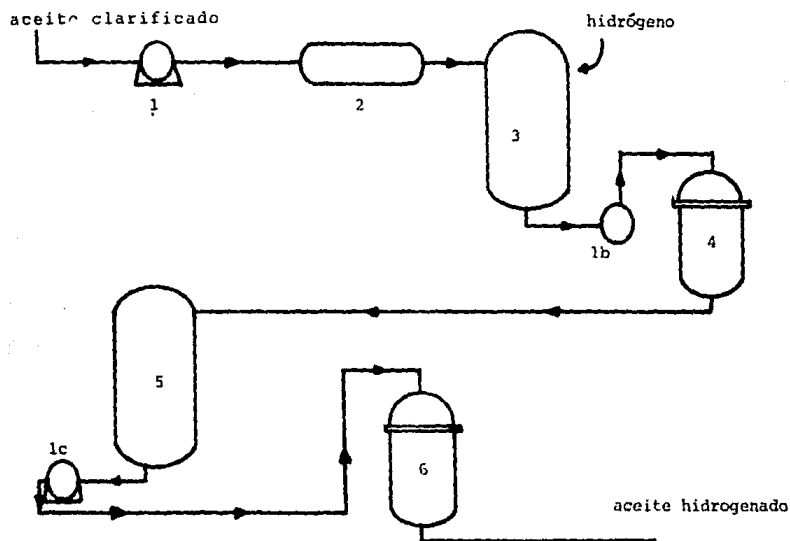 aceite clarificado
hidrógeno
1
2
3
1b
4
5
1c
6
aceite hidrogenado